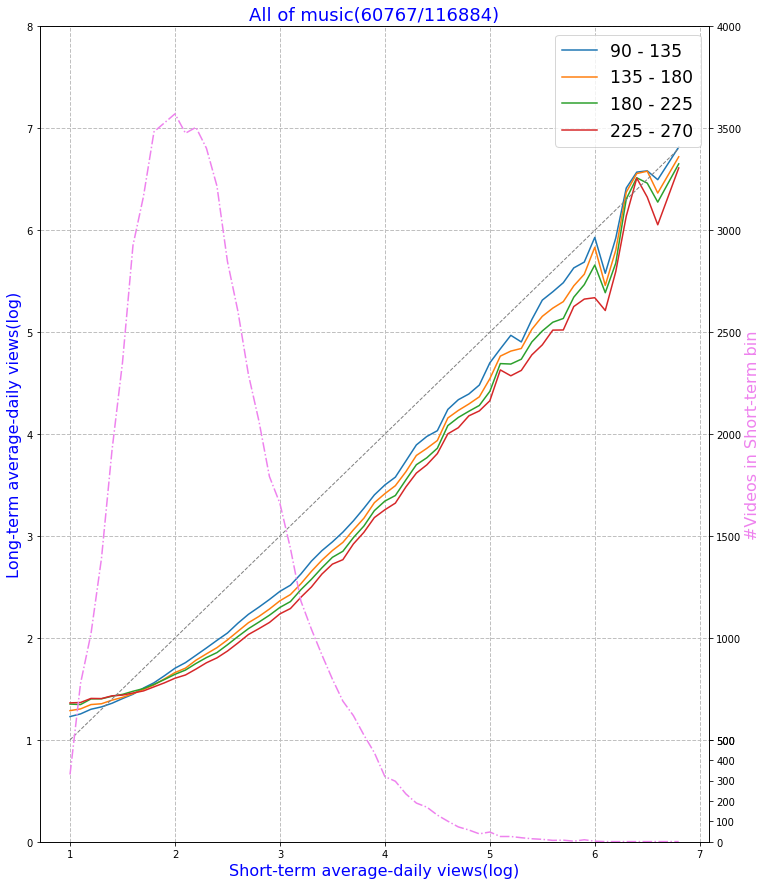 All of music(60767/116884)
90 - 135
135 - 180
180 - 225
225 - 270
Long-term average-daily views(log)
8
7
6
5
4
3
2
1
0
4000
3500
3000
2500
2000
1500
1000
500
400
300
200
100
0
#Videos in Short-term bin
1 2 3 4 5 6 7
Short-term average-daily views(log)